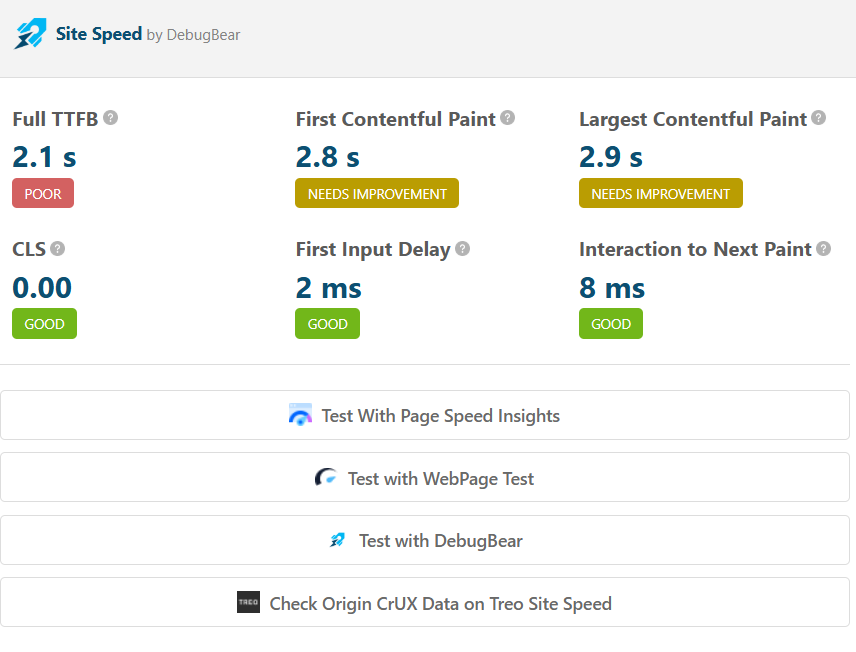 Site Speed by DebugBear
Full TTFB ?
First Contentful Paint ?
Largest Contentful Paint ?
2.1 s
2.8 s
2.9 s
POOR
NEEDS IMPROVEMENT
NEEDS IMPROVEMENT
CLS ?
First Input Delay ?
Interaction to Next Paint ?
0.00
2 ms
8 ms
GOOD
GOOD
GOOD
Test With Page Speed Insights
Test with WebPage Test
Test with DebugBear
TREO Check Origin CrUX Data on Treo Site Speed